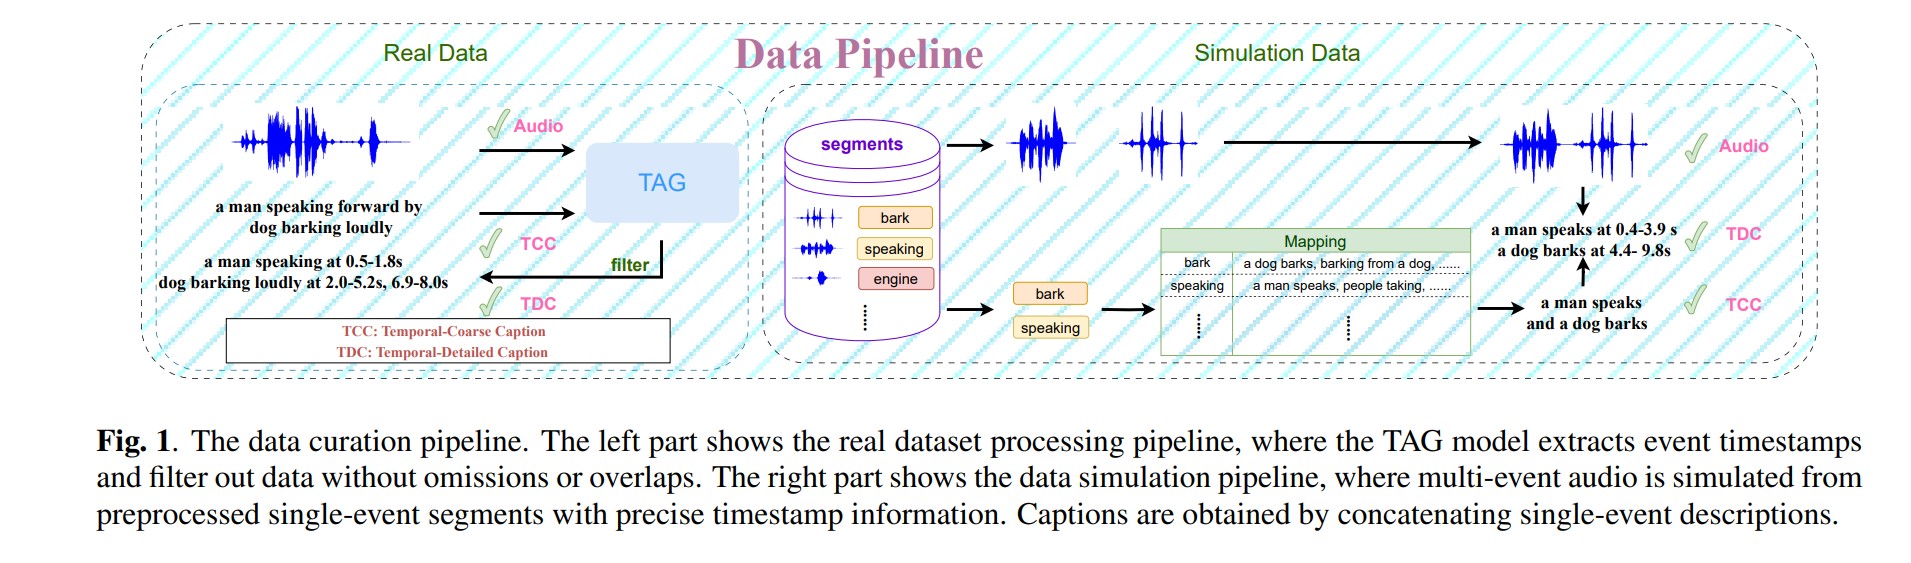 Data Pipeline
Real Data
Audio
TAG
a man speaking forward by
dog barking loudly
TCC
a man speaking at 0.5-1.8s
dog barking loudly at 2.0-5.2s, 6.9-8.0s
filter
TDC
TCC: Temporal-Coarse Caption
TDC: Temporal-Detailed Caption
Simulation Data
segments
bark
speaking
engine
bark
speaking
Mapping
bark a dog barks, barking from a dog, ......
speaking a man speaks, people taking, ......
Audio
a man speaks at 0.4-3.9 s
a dog barks at 4.4- 9.8s
TDC
a man speaks
and a dog barks
TCC
Fig. 1. The data curation pipeline. The left part shows the real dataset processing pipeline, where the TAG model extracts event timestamps
and filter out data without omissions or overlaps. The right part shows the data simulation pipeline, where multi-event audio is simulated from
preprocessed single-event segments with precise timestamp information. Captions are obtained by concatenating single-event descriptions.